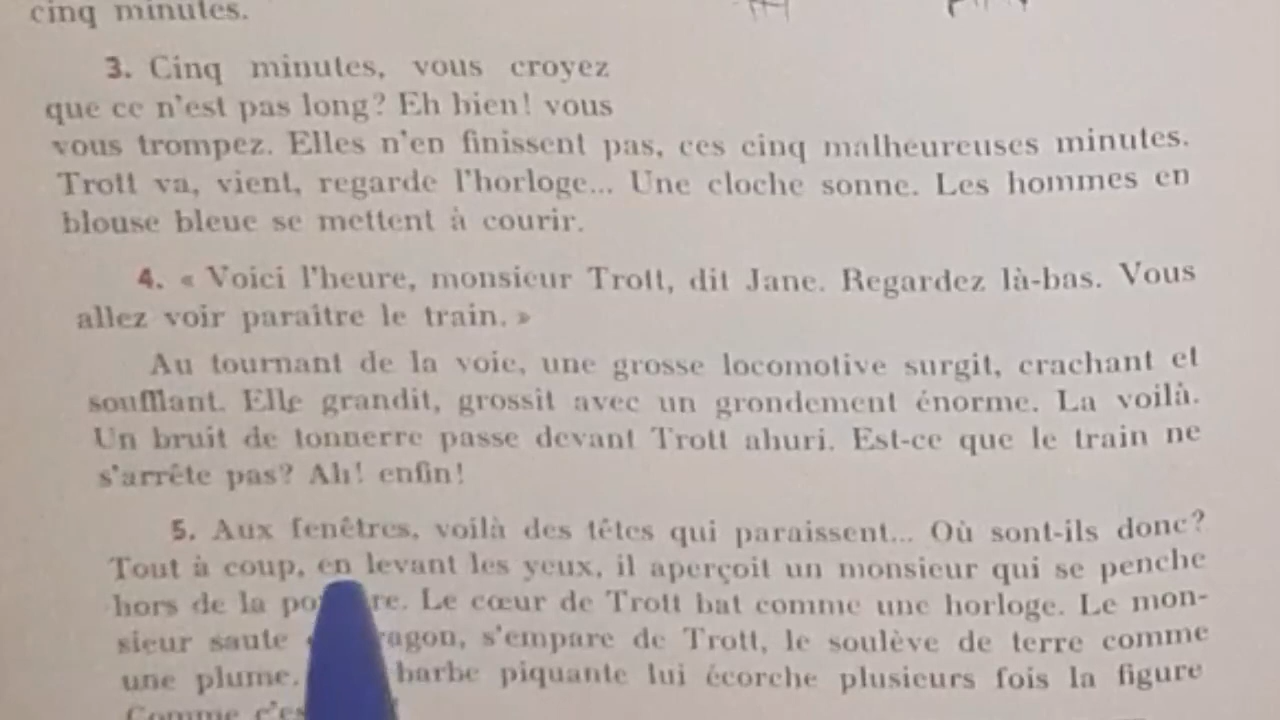 cinq minutes.
3. Cinq minutes, vous croyez
que ce n'est pas long? Eh bien! vous
vous trompez. Elles n'en finissent pas, ces cinq malheureuses minutes.
Trott va, vient, regarde l'horloge... Une cloche sonne. Les hommes en
blouse bleue se mettent à courir.
4. « Voici l'heure, monsieur Trott, dit Jane. Regardez là-bas. Vous
allez voir paraître le train. »
Au tournant de la voie, une grosse locomotive surgit, crachant et
soufflant. Elle grandit, grossit avec un grondement énorme. La voilà.
Un bruit de tonnerre passe devant Trott ahuri. Est-ce que le train ne
s'arrête pas? Ah! enfin!
5. Aux fenêtres, voilà des têtes qui paraissent... Où sont-ils donc?
Tout à coup, en levant les yeux, il aperçoit un monsieur qui se penche
hors de la Le cœur de Trott bat comme une horloge. Le mon-
sieur saute s'empare de Trott, le soulève de terre comme
une plume. barbe piquante lui écorche plusieurs fois la figure
Comme